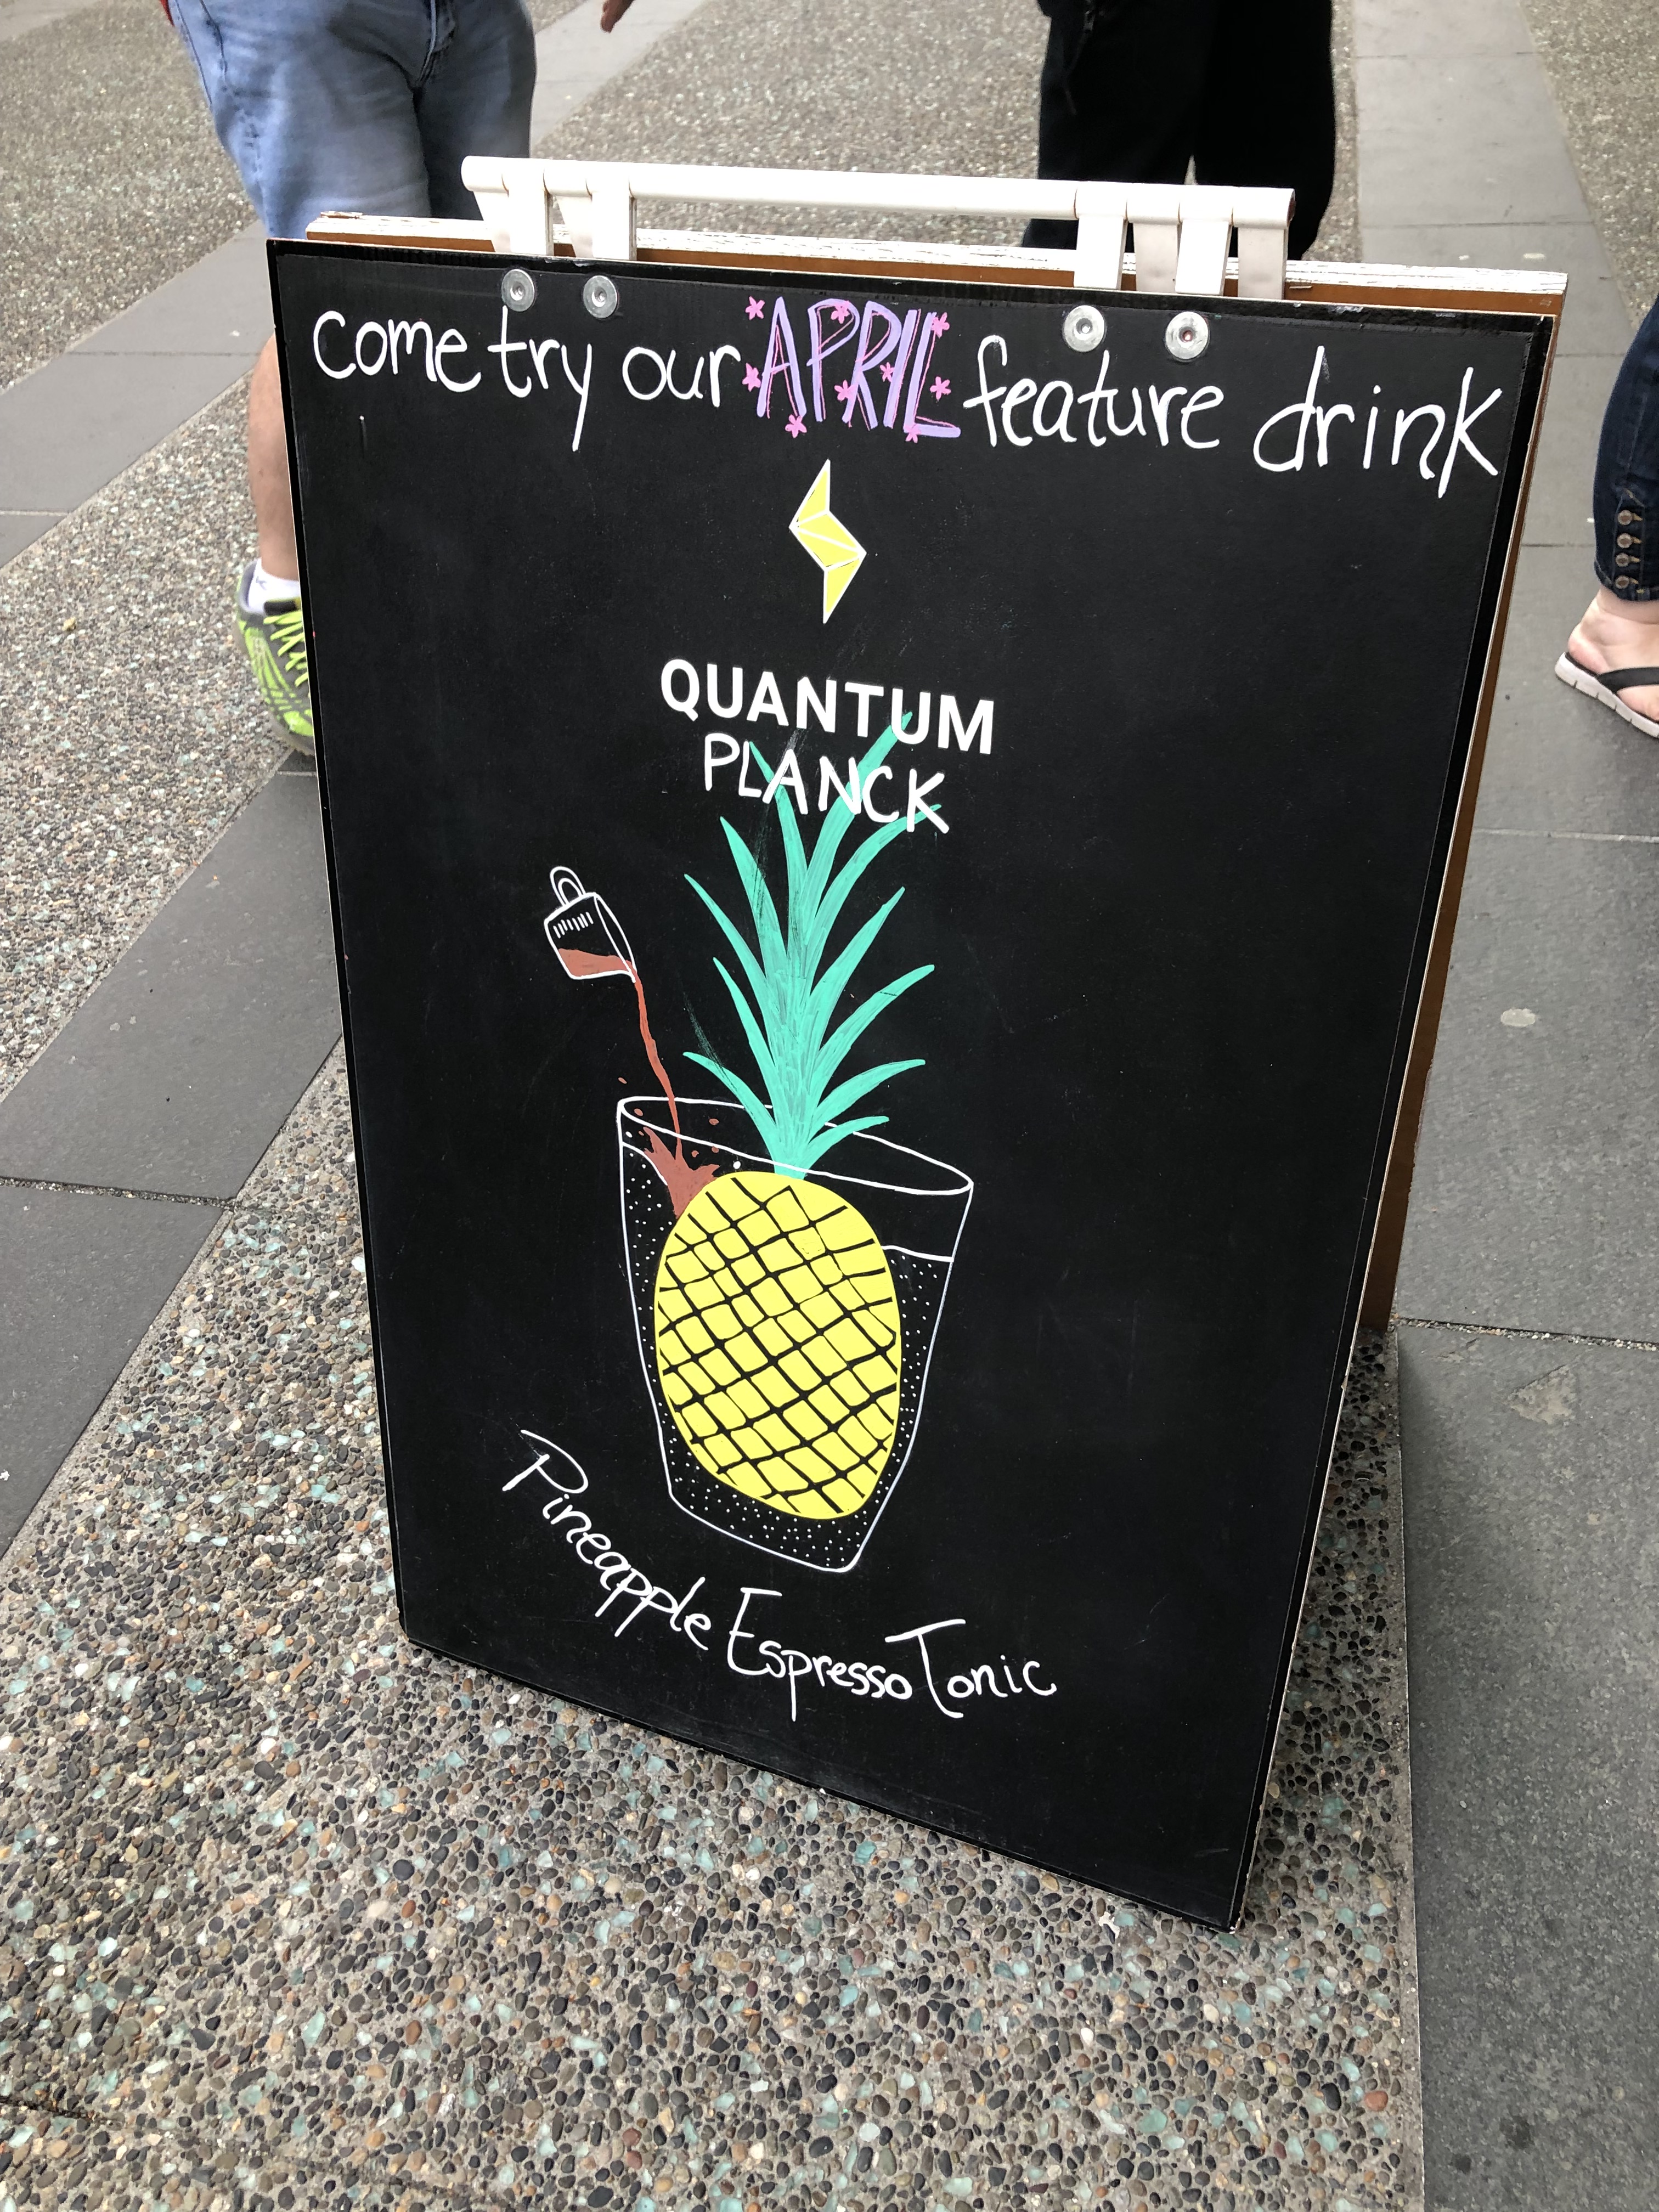 come try our APRIL feature drink
QUANTUM
PLANCK
Pineapple Espresso Tonic